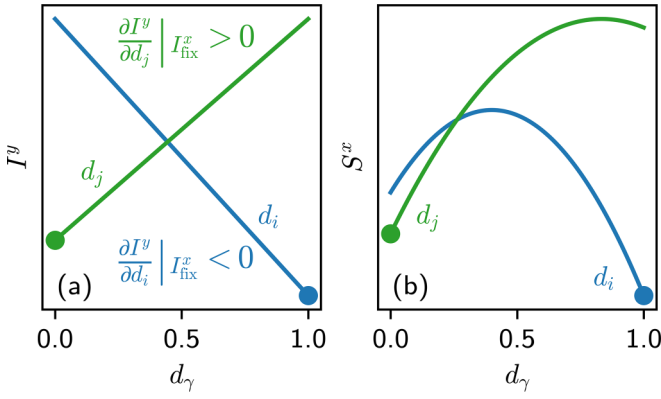 ∂I^y/∂d_j | I^x_fix > 0
I^y
d_j
d_i
∂I^y/∂d_i | I^x_fix < 0
(a)
0.0 0.5 1.0
d_γ
S^x
d_j
d_i
(b)
0.0 0.5 1.0
d_γ